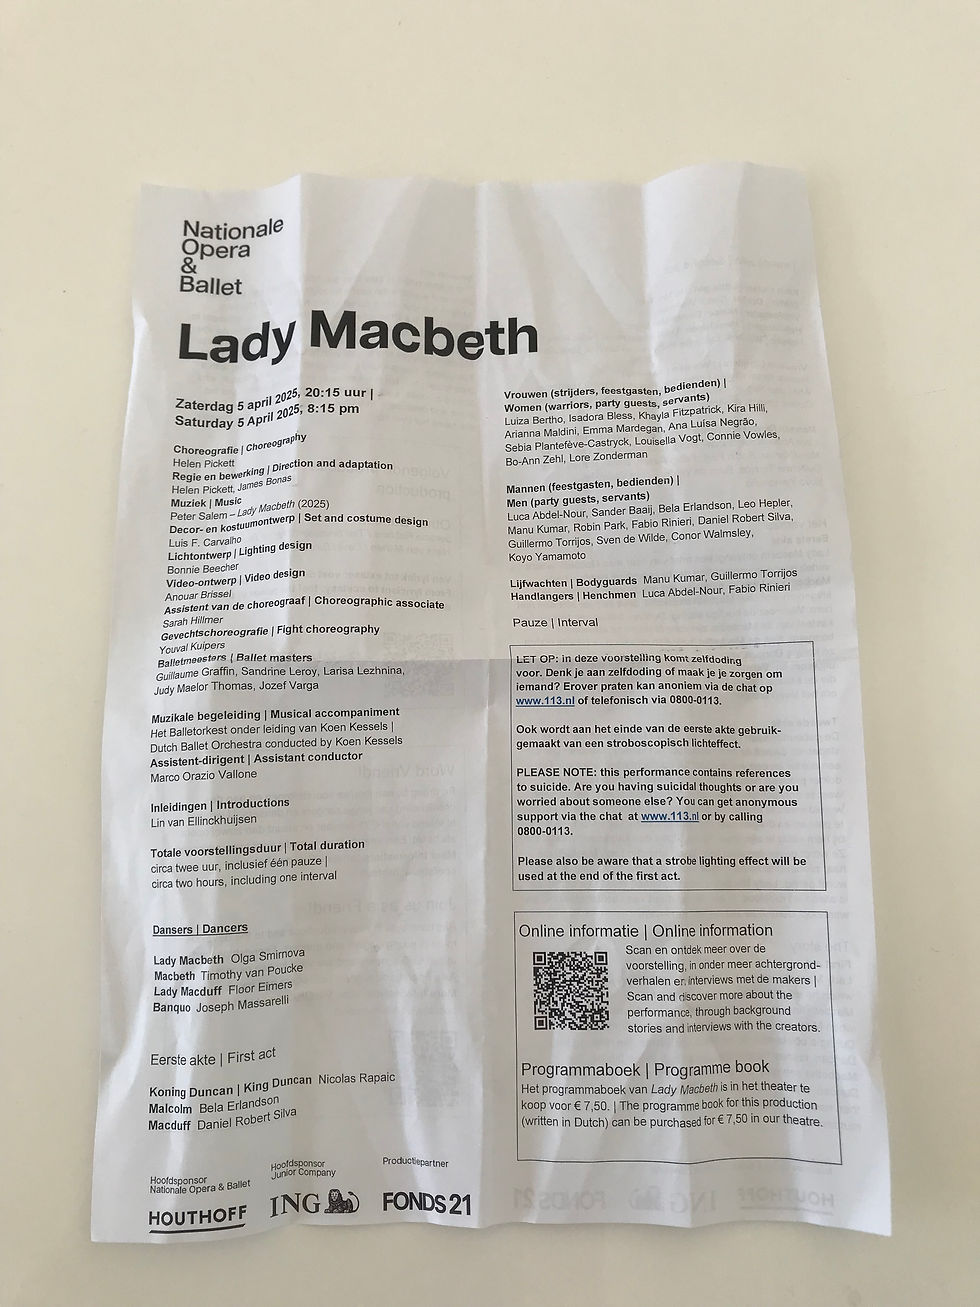 Nationale
Opera
&
Ballet
Lady Macbeth
Zaterdag 5 april 2025, 20:15 uur |
Saturday 5 April 2025, 8:15 pm
Choreografie | Choreography
Helen Pickett
Regie en bewerking | Direction and adaptation
Helen Pickett, James Bonas
Muziek | Music
Peter Salem – Lady Macbeth (2025)
Decor- en kostuumontwerp | Set and costume design
Luis F. Carvalho
Lichtontwerp | Lighting design
Bonnie Beecher
Video-ontwerp | Video design
Anouar Brissel
Assistent van de choreograaf | Choreographic associate
Sarah Hillmer
Gevechtschoreografie | Fight choreography
Youval Kuipers
Balletmeesters | Ballet masters
Guillaume Graffin, Sandrine Leroy, Larisa Lezhnina,
Judy Maelor Thomas, Jozef Varga
Muzikale begeleiding | Musical accompaniment
Het Balletorkest onder leiding van Koen Kessels |
Dutch Ballet Orchestra conducted by Koen Kessels
Assistent-dirigent | Assistant conductor
Marco Orazio Vallone
Inleidingen | Introductions
Lin van Ellinckhuijsen
Totale voorstellingsduur | Total duration
circa twee uur, inclusief één pauze |
circa two hours, including one interval
Dansers | Dancers
Lady Macbeth Olga Smirnova
Macbeth Timothy van Poucke
Lady Macduff Floor Eimers
Banquo Joseph Massarelli
Eerste akte | First act
Koning Duncan | King Duncan Nicolas Rapaic
Malcolm Bela Erlandson
Macduff Daniel Robert Silva
Vrouwen (strijders, feestgasten, bedienden) |
Women (warriors, party guests, servants)
Luiza Bertho, Isadora Bless, Khayla Fitzpatrick, Kira Hilli,
Arianna Maldini, Emma Mardegan, Ana Luísa Negrão,
Sebia Plantefève-Castryck, Louisella Vogt, Connie Vowles,
Bo-Ann Zehl, Lore Zonderman
Mannen (feestgasten, bedienden) |
Men (party guests, servants)
Luca Abdel-Nour, Sander Baaij, Bela Erlandson, Leo Hepler,
Manu Kumar, Robin Park, Fabio Rinieri, Daniel Robert Silva,
Guillermo Torrijos, Sven de Wilde, Conor Walmsley,
Koyo Yamamoto
Lijfwachten | Bodyguards Manu Kumar, Guillermo Torrijos
Handlangers | Henchmen Luca Abdel-Nour, Fabio Rinieri
Pauze | Interval
LET OP: in deze voorstelling komt zelfdoding
voor. Denk je aan zelfdoding of maak je je zorgen om
iemand? Erover praten kan anoniem via de chat op
www.113.nl of telefonisch via 0800-0113.
Ook wordt aan het einde van de eerste akte gebruik-
gemaakt van een stroboscopisch lichteffect.
PLEASE NOTE: this performance contains references
to suicide. Are you having suicidal thoughts or are you
worried about someone else? You can get anonymous
support via the chat at www.113.nl or by calling
0800-0113.
Please also be aware that a strobe lighting effect will be
used at the end of the first act.
Online informatie | Online information
Scan en ontdek meer over de
voorstelling, in onder meer achtergrond-
verhalen en interviews met de makers |
Scan and discover more about the
performance, through background
stories and interviews with the creators.
Programmaboek | Programme book
Het programmaboek van Lady Macbeth is in het theater te
koop voor € 7,50. | The programme book for this production
(written in Dutch) can be purchased for € 7,50 in our theatre.
Hoofdsponsor
Nationale Opera & Ballet
HOUTHOFF
Hoofdsponsor
Junior Company
ING
Productiepartner
FONDS 21